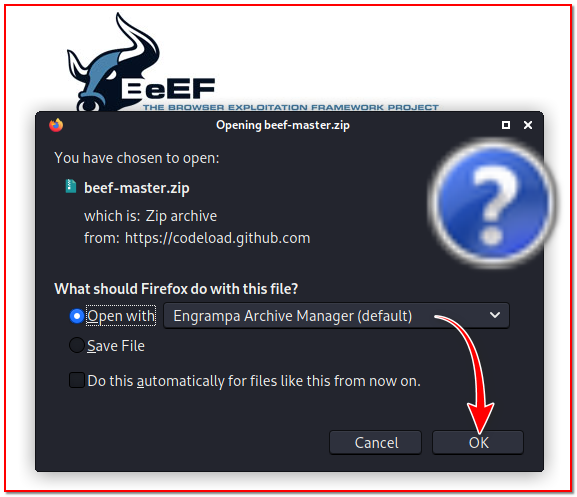 BeEF
THE BROWSER EXPLOITATION FRAMEWORK PROJECT
Opening beef-master.zip
You have chosen to open:
beef-master.zip
which is: Zip archive
from: https://codeload.github.com
What should Firefox do with this file?
Open with Engrampa Archive Manager (default)
Save File
Do this automatically for files like this from now on.
Cancel OK